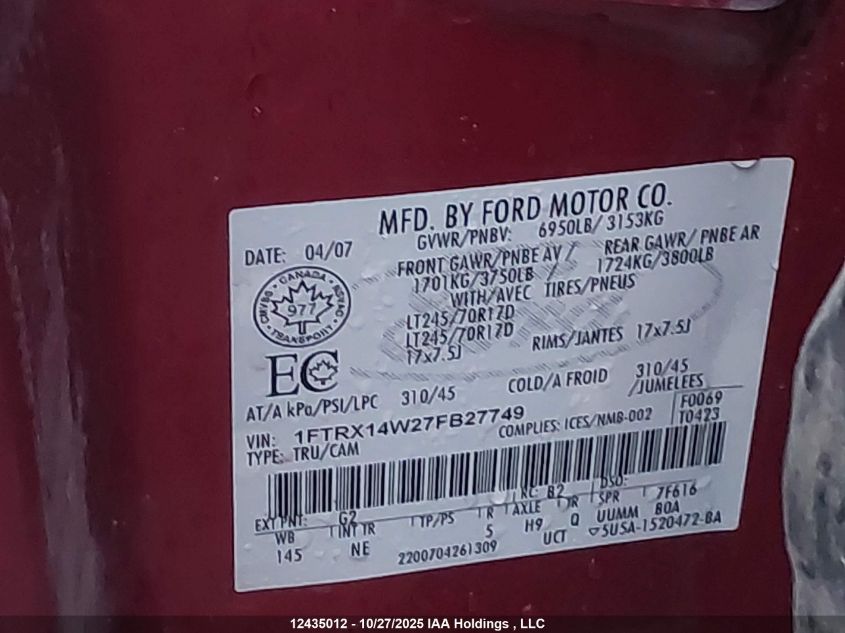 MFD. BY FORD MOTOR CO.
DATE: 04/07
GVWR/PNBV: 6950LB/ 3153KG
FRONT GAWR/PNBE AV / REAR GAWR/ PNBE AR
1701KG/3750LB / 1724KG/3800LB
WITH/AVEC TIRES/PNEUS
CANADA
977
TRANSPORT
LT245/70R17D
LT245/70R17D
17x7.5J RIMS/JANTES 17x7.5J
EC
AT/A kPa/PSI/LPC 310/45 COLD/A FROID 310/45 /JUMELEES
VIN: 1FTRX14W27FB27749 COMPLIES: ICES/NMB-002 F0069
TYPE: TRU/CAM T0423
EXT PNT: G2 RC: B2 DSO: 7F616
WB INT TR TP/PS R AXLE TR SPR
145 NE 5 H9 Q UUMM 80A
2200704261309 UCT 5USA-1520472-BA
12435012 - 10/27/2025 IAA Holdings , LLC